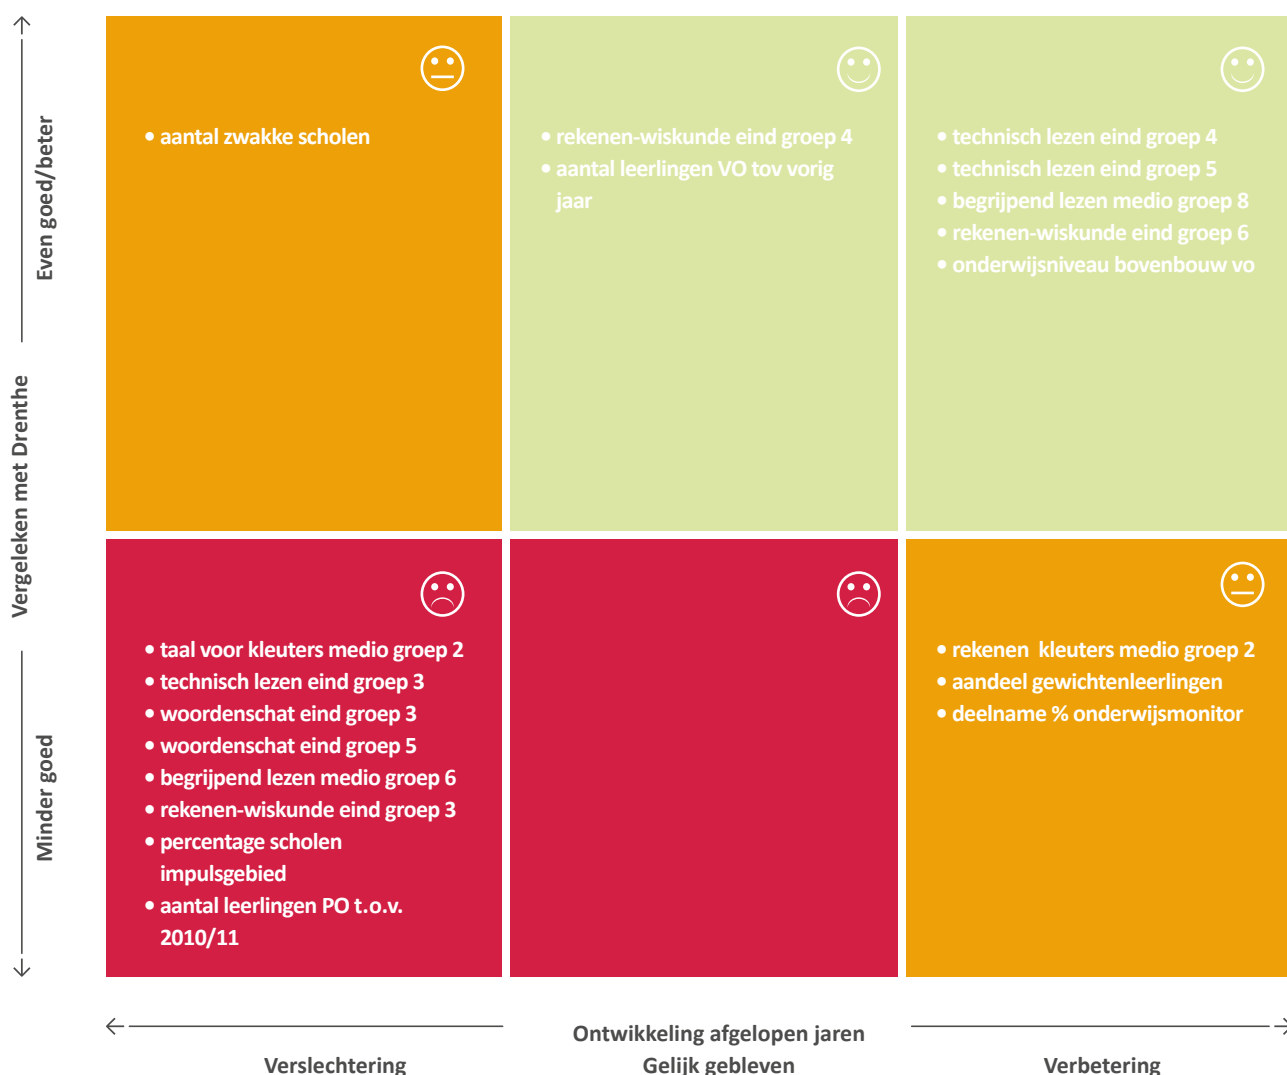 Even goed/beter
Vergeleken met Drenthe
Minder goed
• aantal zwakke scholen
• rekenen-wiskunde eind groep 4
• aantal leerlingen VO tov vorig
jaar
• technisch lezen eind groep 4
• technisch lezen eind groep 5
• begrijpend lezen medio groep 8
• rekenen-wiskunde eind groep 6
• onderwijsniveau bovenbouw vo
• taal voor kleuters medio groep 2
• technisch lezen eind groep 3
• woordenschat eind groep 3
• woordenschat eind groep 5
• begrijpend lezen medio groep 6
• rekenen-wiskunde eind groep 3
• percentage scholen
impulsgebied
• aantal leerlingen PO t.o.v.
2010/11
• rekenen  kleuters medio groep 2
• aandeel gewichtenleerlingen
• deelname % onderwijsmonitor
Ontwikkeling afgelopen jaren
Verslechtering
Gelijk gebleven
Verbetering